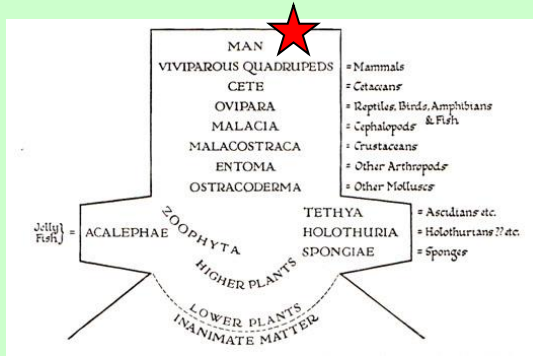 MAN
VIVIPAROUS QUADRUPEDS = Mammals
CETE = Cetaceans
OVIPARA = Reptiles, Birds, Amphibians & Fish
MALACIA = Cephalopods
MALACOSTRACA = Crustaceans
ENTOMA = Other Arthropods
OSTRACODERMA = Other Molluscs
TETHYA = Ascidians etc.
Jelly Fish} = ACALEPHAE
ZOOPHYTA
HOLOTHURIA = Holothurians ?? etc.
SPONGIAE = Sponges
HIGHER PLANTS
LOWER PLANTS
INANIMATE MATTER